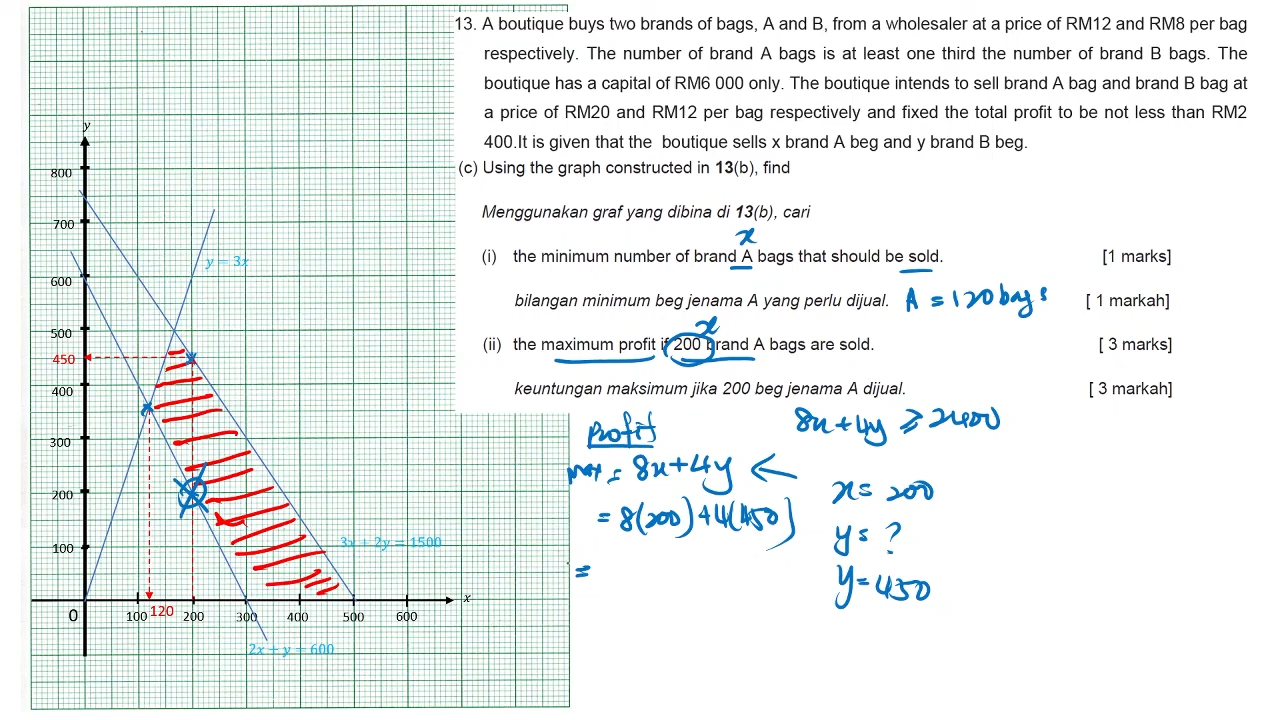 13. A boutique buys two brands of bags, A and B, from a wholesaler at a price of RM12 and RM8 per bag
respectively. The number of brand A bags is at least one third the number of brand B bags. The
boutique has a capital of RM6 000 only. The boutique intends to sell brand A bag and brand B bag at
a price of RM20 and RM12 per bag respectively and fixed the total profit to be not less than RM2
400.It is given that the boutique sells x brand A beg and y brand B beg.
(c) Using the graph constructed in 13(b), find
Menggunakan graf yang dibina di 13(b), cari
x
(i) the minimum number of brand A bags that should be sold. [1 marks]
bilangan minimum beg jenama A yang perlu dijual. A = 120 bags [ 1 markah]
x
(ii) the maximum profit if 200 brand A bags are sold. [ 3 marks]
keuntungan maksimum jika 200 beg jenama A dijual. [ 3 markah]
Profit
max = 8x+4y
= 8(200)+4(450)
=
8x+4y ≥ 2400
x = 200
y = ?
y = 450
y
800
700
600
500
450
400
300
200
100
0
100 120 200 300 400 500 600 x
y = 3x
3x + 2y = 1500
2x + y = 600